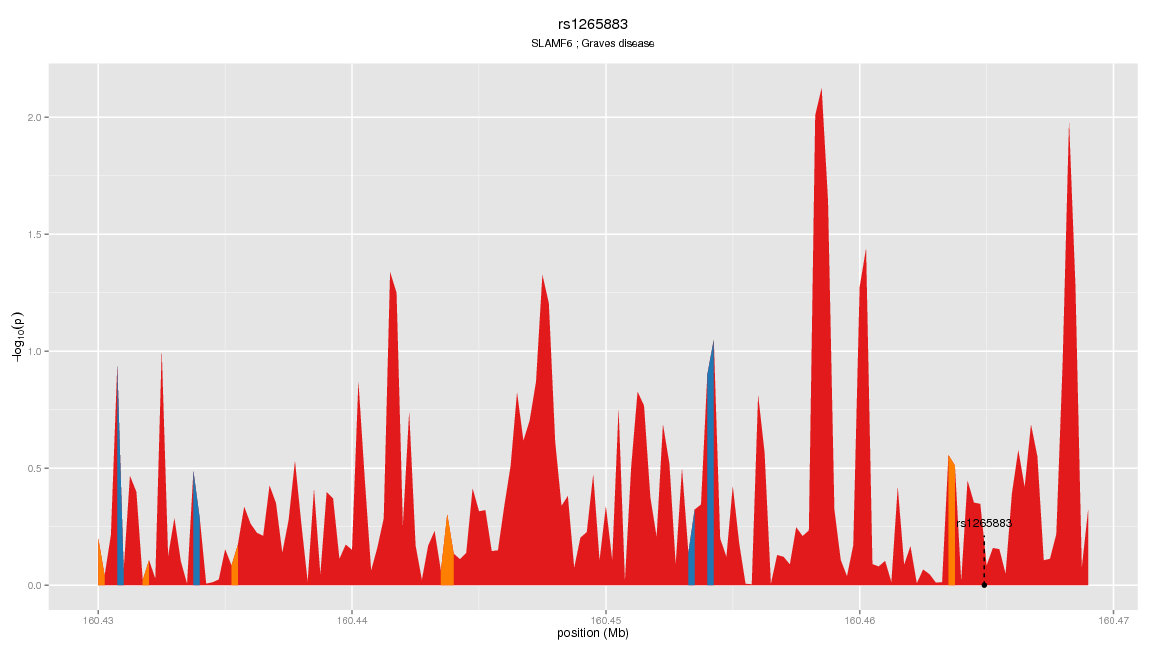 rs1265883
SLAMF6 ; Graves disease
2.0
1.5
1.0
0.5
0.0
−log10(p)
rs1265883
160.43 160.44 160.45 160.46 160.47
position (Mb)